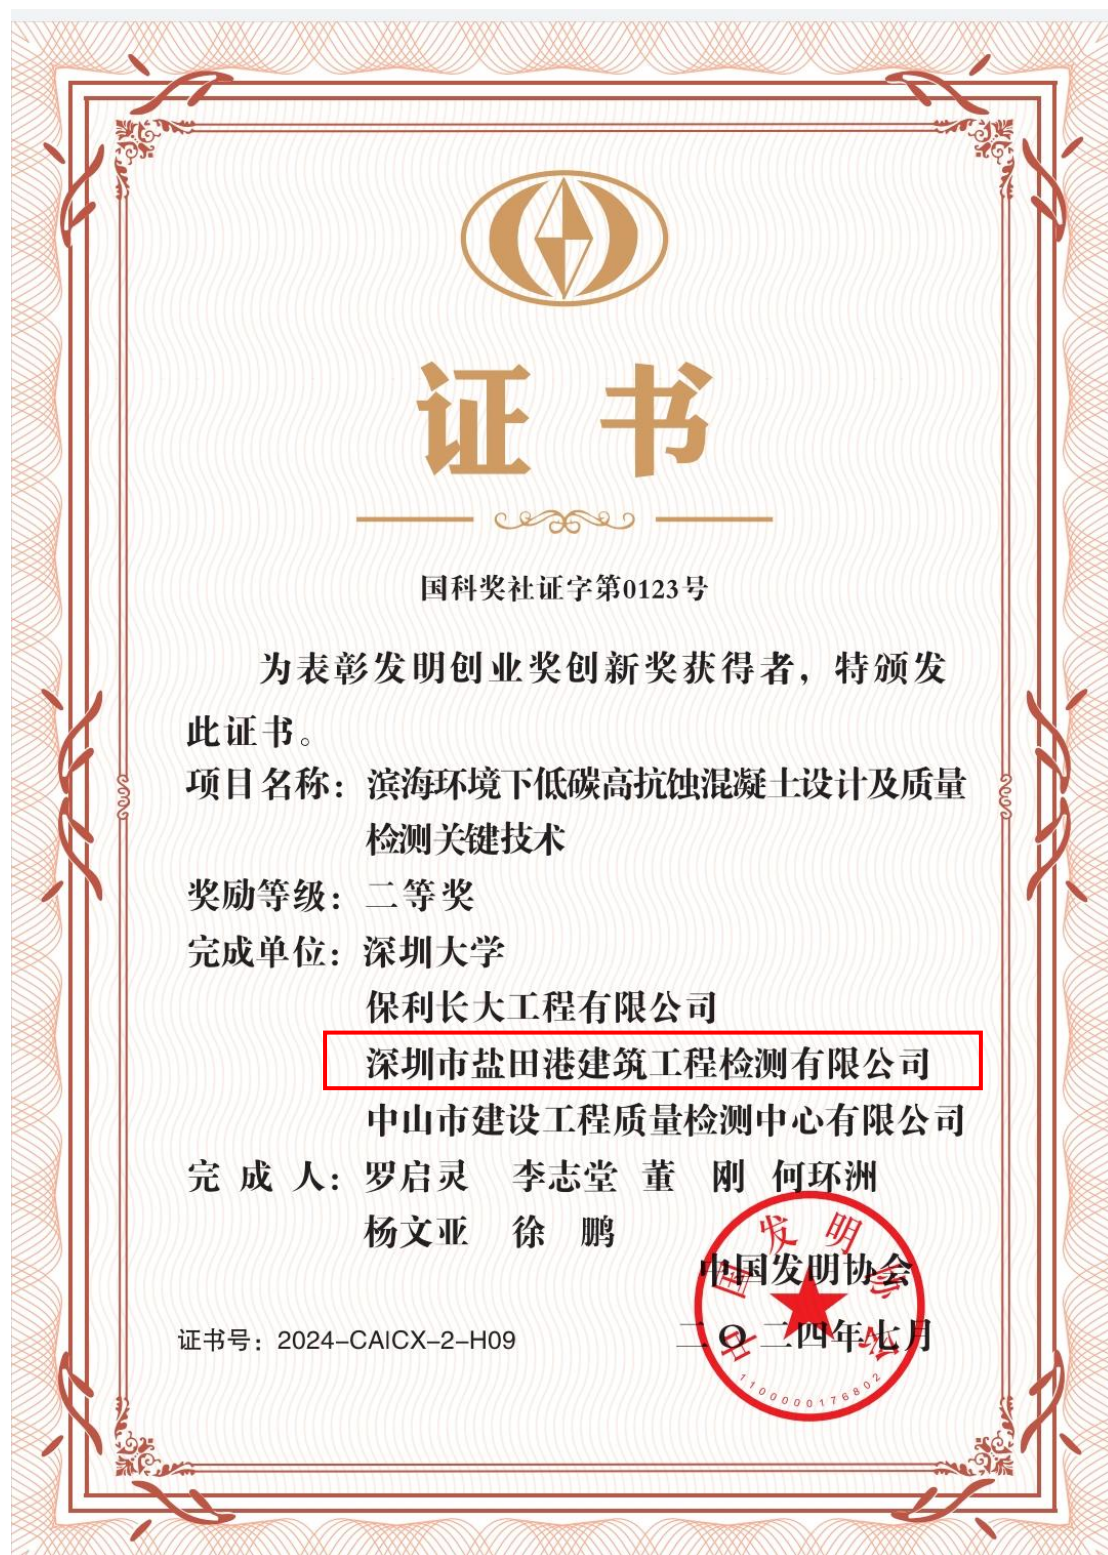 证书
国科奖社证字第0123号
为表彰发明创业奖创新奖获得者，特颁发
此证书。
项目名称：滨海环境下低碳高抗蚀混凝土设计及质量
检测关键技术
奖励等级：二等奖
完成单位：深圳大学
保利长大工程有限公司
深圳市盐田港建筑工程检测有限公司
中山市建设工程质量检测中心有限公司
完成人：罗启灵 李志堂 董刚 何环洲
杨文亚 徐鹏
中国发明协会
二〇二四年七月
证书号：2024-CAICX-2-H09
中国发明协会
1100000176802